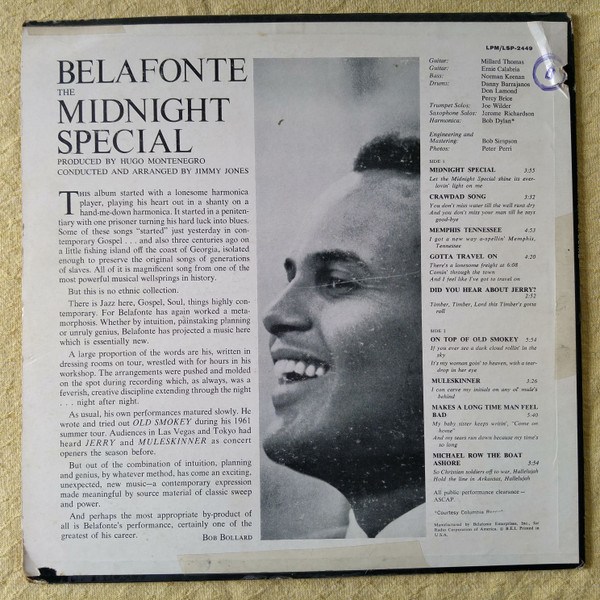 LPM/LSP-2449
BELAFONTE
THE
MIDNIGHT
SPECIAL
PRODUCED BY HUGO MONTENEGRO
CONDUCTED AND ARRANGED BY JIMMY JONES
THIS album started with a lonesome harmonica
player, playing his heart out in a shanty on a
hand-me-down harmonica. It started in a peniten-
tiary with one prisoner turning his hard luck into blues.
Some of these songs "started" just yesterday in con-
temporary Gospel . . . and also three centuries ago on
a little fishing island off the coast of Georgia, isolated
enough to preserve the original songs of generations
of slaves. All of it is magnificent song from one of the
most powerful musical wellsprings in history.
But this is no ethnic collection.
There is Jazz here, Gospel, Soul, things highly con-
temporary. For Belafonte has again worked a meta-
morphosis. Whether by intuition, painstaking planning
or unruly genius, Belafonte has projected a music here
which is essentially new.
A large proportion of the words are his, written in
dressing rooms on tour, wrestled with for hours in his
workshop. The arrangements were pushed and molded
on the spot during recording which, as always, was a
feverish, creative discipline extending through the night
. . . night after night.
As usual, his own performances matured slowly. He
wrote and tried out OLD SMOKEY during his 1961
summer tour. Audiences in Las Vegas and Tokyo had
heard JERRY and MULESKINNER as concert
openers the season before.
But out of the combination of intuition, planning
and genius, by whatever method, has come an exciting,
unexpected, new music—a contemporary expression
made meaningful by source material of classic sweep
and power.
And perhaps the most appropriate by-product of
all is Belafonte's performance, certainly one of the
greatest of his career.
BOB BOLLARD
Guitar: Millard Thomas
Guitar: Ernie Calabria
Bass: Norman Keenan
Drums: Danny Barrajanos
Don Lamond
Percy Brice
Trumpet Solos: Joe Wilder
Saxophone Solos: Jerome Richardson
Harmonica: Bob Dylan*
Engineering and
Mastering: Bob Simpson
Photos: Peter Perri
SIDE 1
MIDNIGHT SPECIAL 3:55
Let the Midnight Special shine its ever-
lovin' light on me
CRAWDAD SONG 3:32
You don't miss water till the well runs dry
And you don't miss your man till he says
good-bye
MEMPHIS TENNESSEE 4:23
I got a new way a-spellin' Memphis,
Tennessee
GOTTA TRAVEL ON 4:20
There's a lonesome freight at 6:08
Comin' through the town
And I feel like I've got to travel on
DID YOU HEAR ABOUT JERRY?
2:52
Timber, Timber, Lord this Timber's gotta
roll
SIDE 2
ON TOP OF OLD SMOKEY 5:54
If you ever see a dark cloud rollin' in the
sky
It's my woman goin' to heaven, with a tear-
drop in her eye
MULESKINNER 3:26
I can carve my initials on any of mule's
behind
MAKES A LONG TIME MAN FEEL
BAD 5:40
My baby sister keeps writin', "Come on
home"
And my tears run down because my time's
so long
MICHAEL ROW THE BOAT
ASHORE 3:54
So Christian soldiers off to war, Hallelujah
Hold the line in Arkansas, Hallelujah
All public performance clearance—
ASCAP.
*Courtesy Columbia
Manufactured by Belafonte Enterprises, Inc., for
Radio Corporation of America. © B.E.I. Printed in
U.S.A.